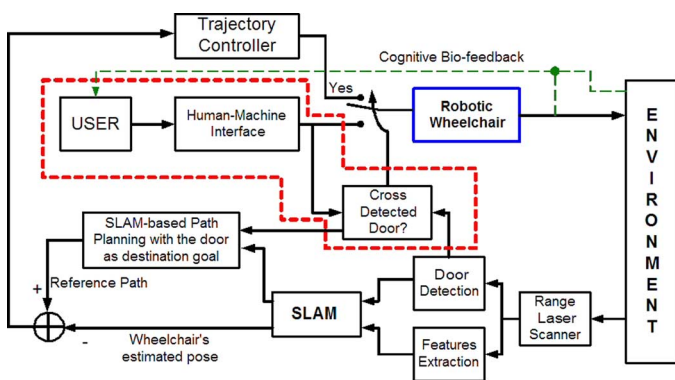 Trajectory
Controller
Cognitive Bio-feedback
Yes
USER
Human-Machine
Interface
Robotic
Wheelchair
ENVIRONMENT
Cross
Detected
Door?
SLAM-based Path
Planning with the door
as destination goal
Reference Path
+
-
Wheelchair's
estimated pose
SLAM
Door
Detection
Features
Extraction
Range
Laser
Scanner